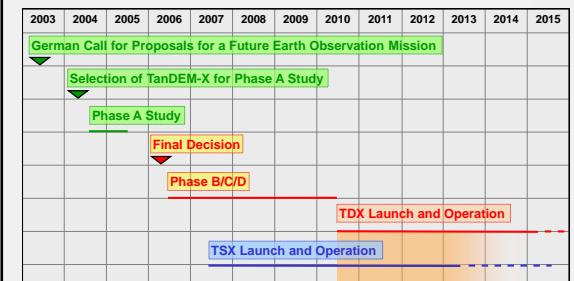 2003 2004 2005 2006 2007 2008 2009 2010 2011 2012 2013 2014 2015
German Call for Proposals for a Future Earth Observation Mission
Selection of TanDEM-X for Phase A Study
Phase A Study
Final Decision
Phase B/C/D
TDX Launch and Operation
TSX Launch and Operation